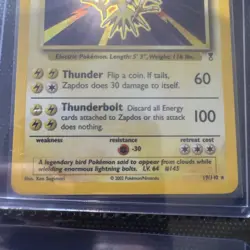 Electric Pokémon. Length: 5' 3", Weight: 116 lbs.
Thunder Flip a coin. If tails,
Zapdos does 30 damage to itself.
60
Thunderbolt Discard all Energy
cards attached to Zapdos or this attack
does nothing.
100
weakness
resistance
retreat cost
-30
A legendary bird Pokémon said to appear from clouds while
wielding enormous lightning bolts. LV. 64 #145
Illus. Ken Sugimori
© 2002 Pokémon/Nintendo